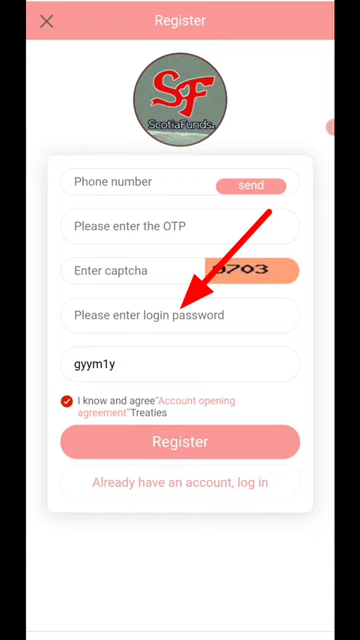 Register
SF
ScotiaFunds.
Phone number
send
Please enter the OTP
Enter captcha
Please enter login password
gyym1y
I know and agree"Account opening
agreement"Treaties
Register
Already have an account, log in